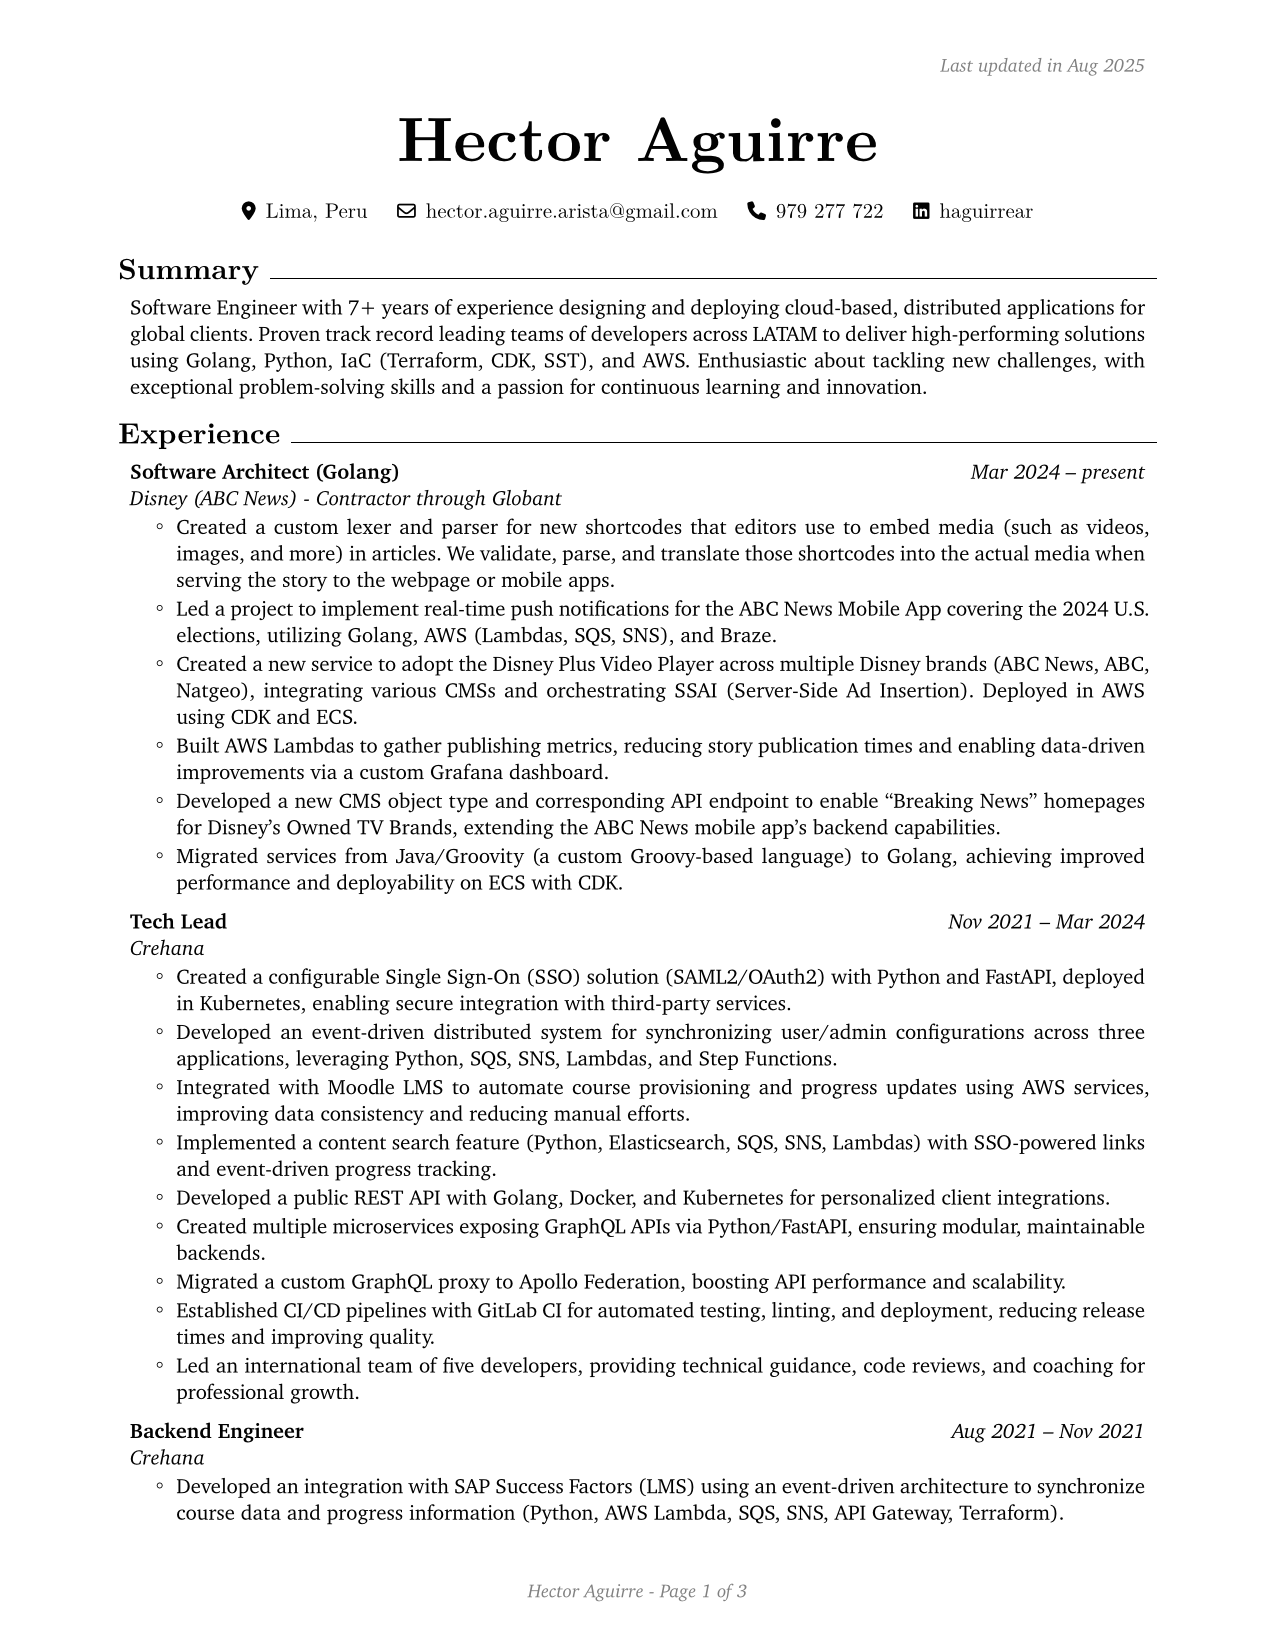 Last updated in Aug 2025
Hector Aguirre
Lima, Peru hector.aguirre.arista@gmail.com 979 277 722 haguirrear
Summary
Software Engineer with 7+ years of experience designing and deploying cloud-based, distributed applications for
global clients. Proven track record leading teams of developers across LATAM to deliver high-performing solutions
using Golang, Python, IaC (Terraform, CDK, SST), and AWS. Enthusiastic about tackling new challenges, with
exceptional problem-solving skills and a passion for continuous learning and innovation.
Experience
Software Architect (Golang) Mar 2024 – present
Disney (ABC News) - Contractor through Globant
◦ Created a custom lexer and parser for new shortcodes that editors use to embed media (such as videos,
images, and more) in articles. We validate, parse, and translate those shortcodes into the actual media when
serving the story to the webpage or mobile apps.
◦ Led a project to implement real-time push notifications for the ABC News Mobile App covering the 2024 U.S.
elections, utilizing Golang, AWS (Lambdas, SQS, SNS), and Braze.
◦ Created a new service to adopt the Disney Plus Video Player across multiple Disney brands (ABC News, ABC,
Natgeo), integrating various CMSs and orchestrating SSAI (Server-Side Ad Insertion). Deployed in AWS
using CDK and ECS.
◦ Built AWS Lambdas to gather publishing metrics, reducing story publication times and enabling data-driven
improvements via a custom Grafana dashboard.
◦ Developed a new CMS object type and corresponding API endpoint to enable “Breaking News” homepages
for Disney’s Owned TV Brands, extending the ABC News mobile app’s backend capabilities.
◦ Migrated services from Java/Groovity (a custom Groovy-based language) to Golang, achieving improved
performance and deployability on ECS with CDK.
Tech Lead Nov 2021 – Mar 2024
Crehana
◦ Created a configurable Single Sign-On (SSO) solution (SAML2/OAuth2) with Python and FastAPI, deployed
in Kubernetes, enabling secure integration with third-party services.
◦ Developed an event-driven distributed system for synchronizing user/admin configurations across three
applications, leveraging Python, SQS, SNS, Lambdas, and Step Functions.
◦ Integrated with Moodle LMS to automate course provisioning and progress updates using AWS services,
improving data consistency and reducing manual efforts.
◦ Implemented a content search feature (Python, Elasticsearch, SQS, SNS, Lambdas) with SSO-powered links
and event-driven progress tracking.
◦ Developed a public REST API with Golang, Docker, and Kubernetes for personalized client integrations.
◦ Created multiple microservices exposing GraphQL APIs via Python/FastAPI, ensuring modular, maintainable
backends.
◦ Migrated a custom GraphQL proxy to Apollo Federation, boosting API performance and scalability.
◦ Established CI/CD pipelines with GitLab CI for automated testing, linting, and deployment, reducing release
times and improving quality.
◦ Led an international team of five developers, providing technical guidance, code reviews, and coaching for
professional growth.
Backend Engineer Aug 2021 – Nov 2021
Crehana
◦ Developed an integration with SAP Success Factors (LMS) using an event-driven architecture to synchronize
course data and progress information (Python, AWS Lambda, SQS, SNS, API Gateway, Terraform).
Hector Aguirre - Page 1 of 3